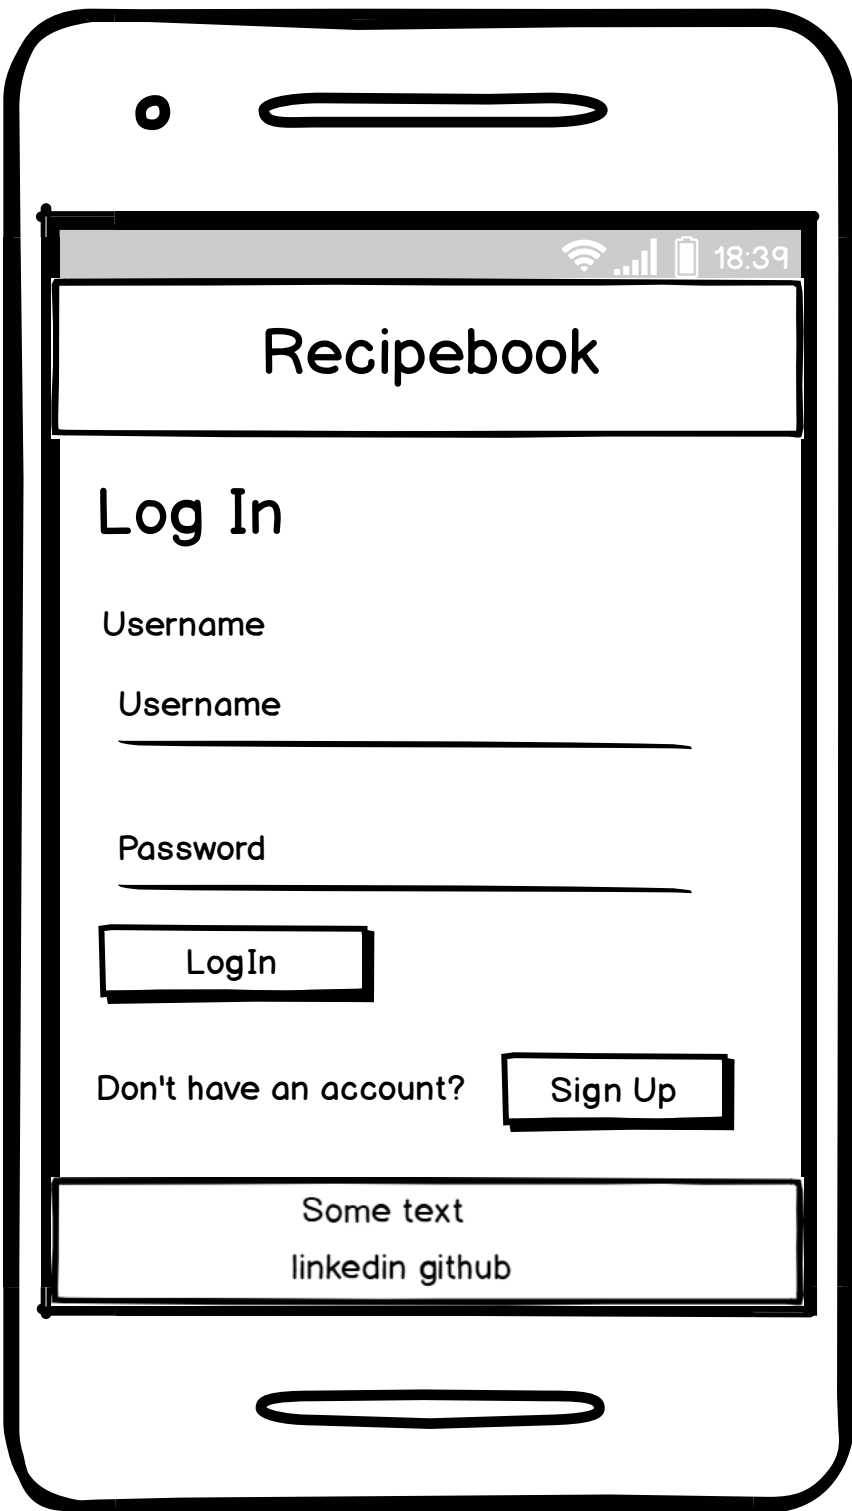 18:39
Recipebook
Log In
Username
Username
Password
LogIn
Don't have an account? Sign Up
Some text
linkedin github